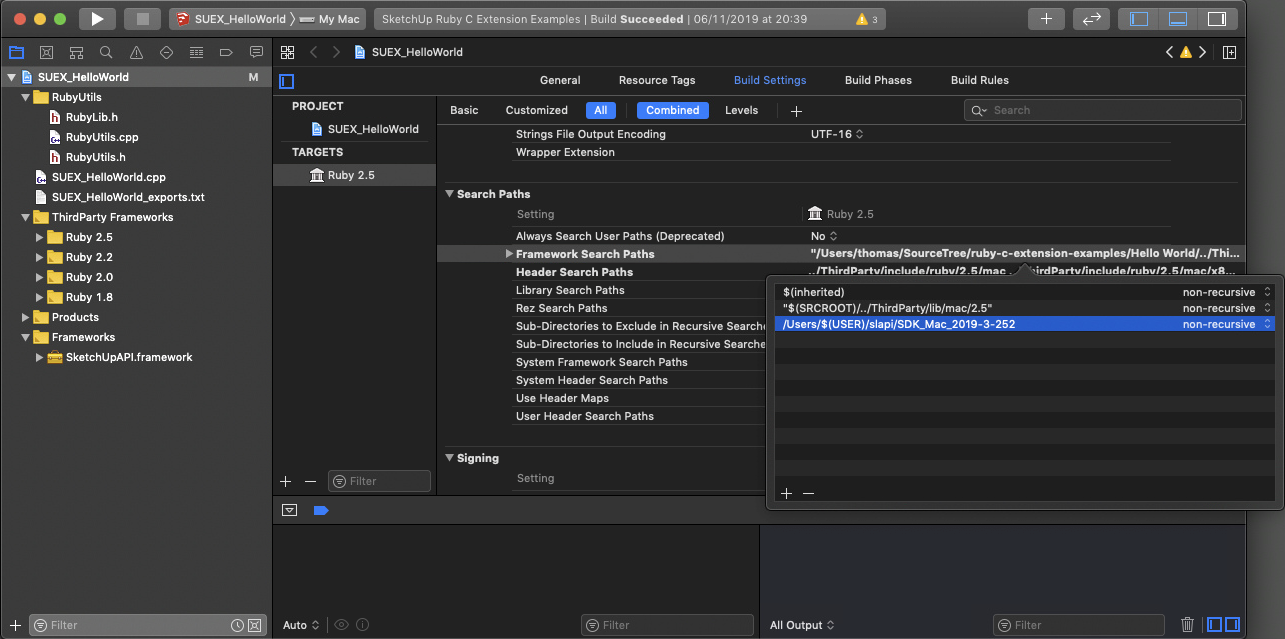 SUEX_HelloWorld 〉 My Mac
SketchUp Ruby C Extension Examples | Build Succeeded | 06/11/2019 at 20:39
3
SUEX_HelloWorld M
RubyUtils
RubyLib.h
RubyUtils.cpp
RubyUtils.h
SUEX_HelloWorld.cpp
SUEX_HelloWorld_exports.txt
ThirdParty Frameworks
Ruby 2.5
Ruby 2.2
Ruby 2.0
Ruby 1.8
Products
Frameworks
SketchUpAPI.framework
Filter
SUEX_HelloWorld
General Resource Tags Build Settings Build Phases Build Rules
PROJECT
SUEX_HelloWorld
TARGETS
Ruby 2.5
Filter
Basic Customized All Combined Levels + Search
Strings File Output Encoding UTF-16
Wrapper Extension
Search Paths
Setting Ruby 2.5
Always Search User Paths (Deprecated) No
Framework Search Paths "/Users/thomas/SourceTree/ruby-c-extension-examples/Hello World/../Thi...
Header Search Paths ../ThirdParty/include/ruby/2.5/mac ../ThirdParty/include/ruby/2.5/mac/x8...
Library Search Paths
Rez Search Paths
Sub-Directories to Exclude in Recursive Searche
Sub-Directories to Include in Recursive Searche
System Framework Search Paths
System Header Search Paths
Use Header Maps
User Header Search Paths
Signing
Setting
$(inherited) non-recursive
"$(SRCROOT)/../ThirdParty/lib/mac/2.5" non-recursive
/Users/$(USER)/slapi/SDK_Mac_2019-3-252 non-recursive
Auto
Filter
All Output
Filter